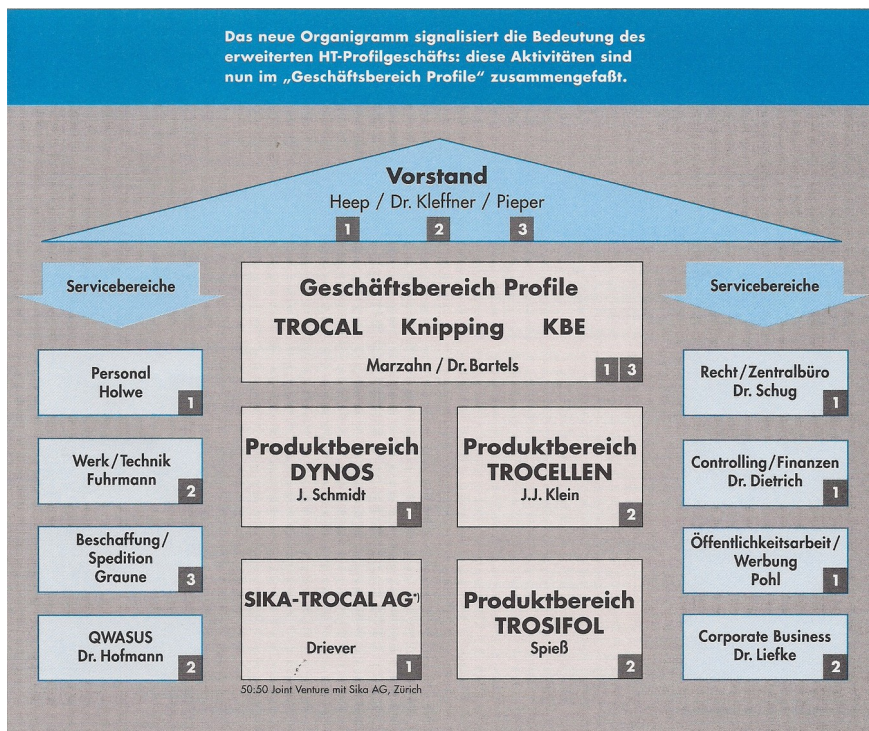 Das neue Organigramm signalisiert die Bedeutung des
erweiterten HT-Profilgeschäfts: diese Aktivitäten sind
nun im „Geschäftsbereich Profile“ zusammengefaßt.
Vorstand
Heep / Dr. Kleffner / Pieper
1 2 3
Servicebereiche
Personal
Holwe
1
Werk/Technik
Fuhrmann
2
Beschaffung/
Spedition
Graune
3
QWASUS
Dr. Hofmann
2
Geschäftsbereich Profile
TROCAL Knipping KBE
Marzahn / Dr. Bartels
1 3
Produktbereich
DYNOS
J. Schmidt
1
Produktbereich
TROCELLEN
J.J. Klein
2
SIKA-TROCAL AG*)
Driever
1
50:50 Joint Venture mit Sika AG, Zürich
Produktbereich
TROSIFOL
Spieß
2
Servicebereiche
Recht/Zentralbüro
Dr. Schug
1
Controlling/Finanzen
Dr. Dietrich
1
Öffentlichkeitsarbeit/
Werbung
Pohl
1
Corporate Business
Dr. Liefke
2